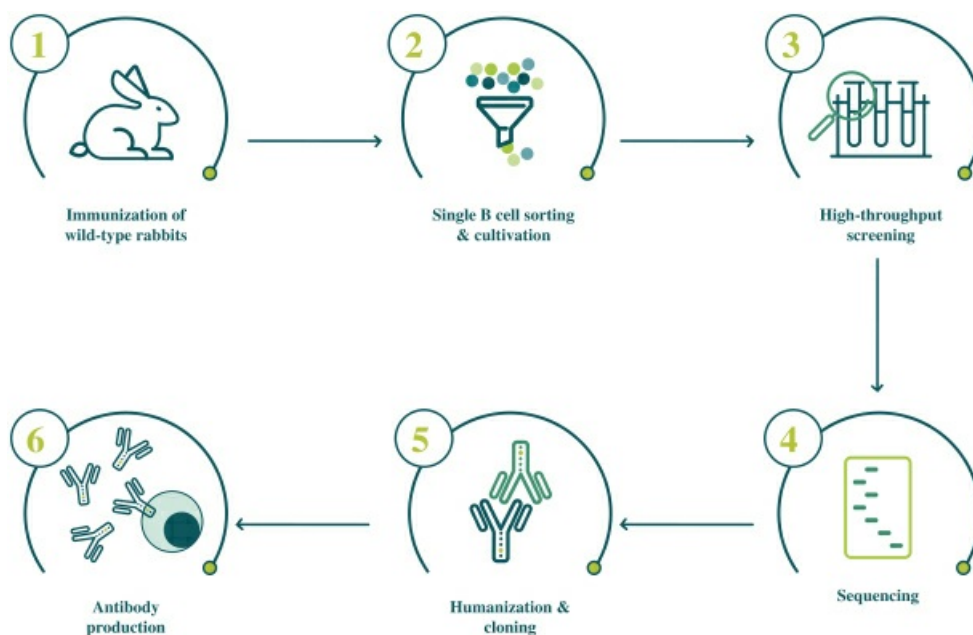 1
Immunization of
wild-type rabbits
2
Single B cell sorting
& cultivation
3
High-throughput
screening
4
Sequencing
5
Humanization &
cloning
6
Antibody
production